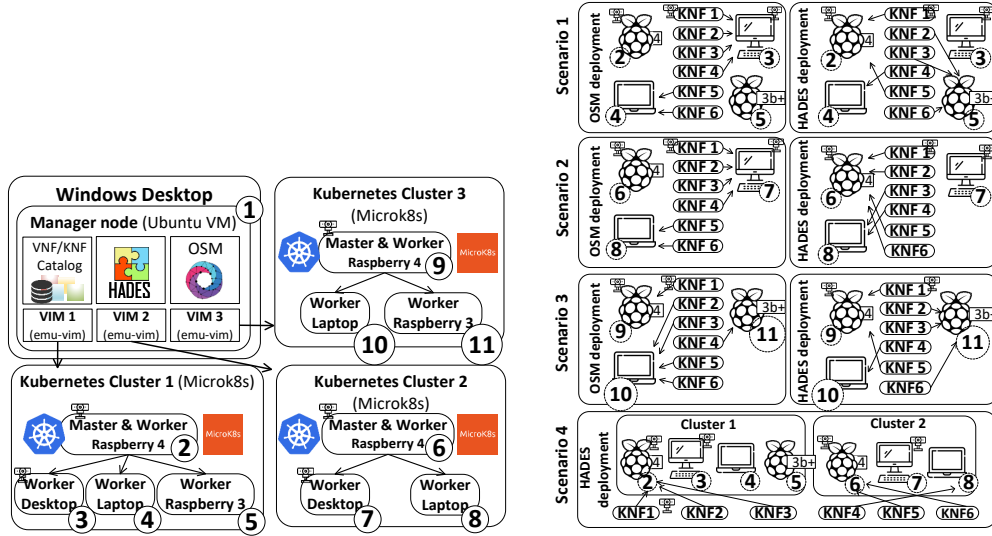 Windows Desktop
1
Manager node (Ubuntu VM)
VNF/KNF
Catalog
HADES
OSM
VIM 1
(emu-vim)
VIM 2
(emu-vim)
VIM 3
(emu-vim)
Kubernetes Cluster 3
(Microk8s)
Master & Worker
Raspberry 4
9
MicroK8s
Worker
Laptop
10
Worker
Raspberry 3
11
Kubernetes Cluster 1 (Microk8s)
Master & Worker
Raspberry 4
2
MicroK8s
Worker
Desktop
3
Worker
Laptop
4
Worker
Raspberry 3
5
Kubernetes Cluster 2
(Microk8s)
Master & Worker
Raspberry 4
6
MicroK8s
Worker
Desktop
7
Worker
Laptop
8
Scenario 1
OSM deployment
4
2
KNF 1
KNF 2
KNF 3
KNF 4
KNF 5
KNF 6
3
4
3b+
5
HADES deployment
4
2
KNF 1
KNF 2
KNF 3
KNF 4
KNF 5
KNF 6
3
4
3b+
5
Scenario 2
OSM deployment
4
6
KNF 1
KNF 2
KNF 3
KNF 4
KNF 5
KNF 6
7
8
HADES deployment
4
6
KNF 1
KNF 2
KNF 3
KNF 4
KNF 5
KNF6
7
8
Scenario 3
OSM deployment
9
KNF 1
KNF 2
KNF 3
KNF 4
KNF 5
KNF 6
3b+
11
10
HADES deployment
9
KNF 1
KNF 2
KNF 3
KNF 4
KNF 5
KNF6
3b+
11
10
Scenario 4
HADES
deployment
Cluster 1
4
2
3
4
3b+
5
Cluster 2
4
6
7
8
KNF1
KNF2
KNF3
KNF4
KNF5
KNF6